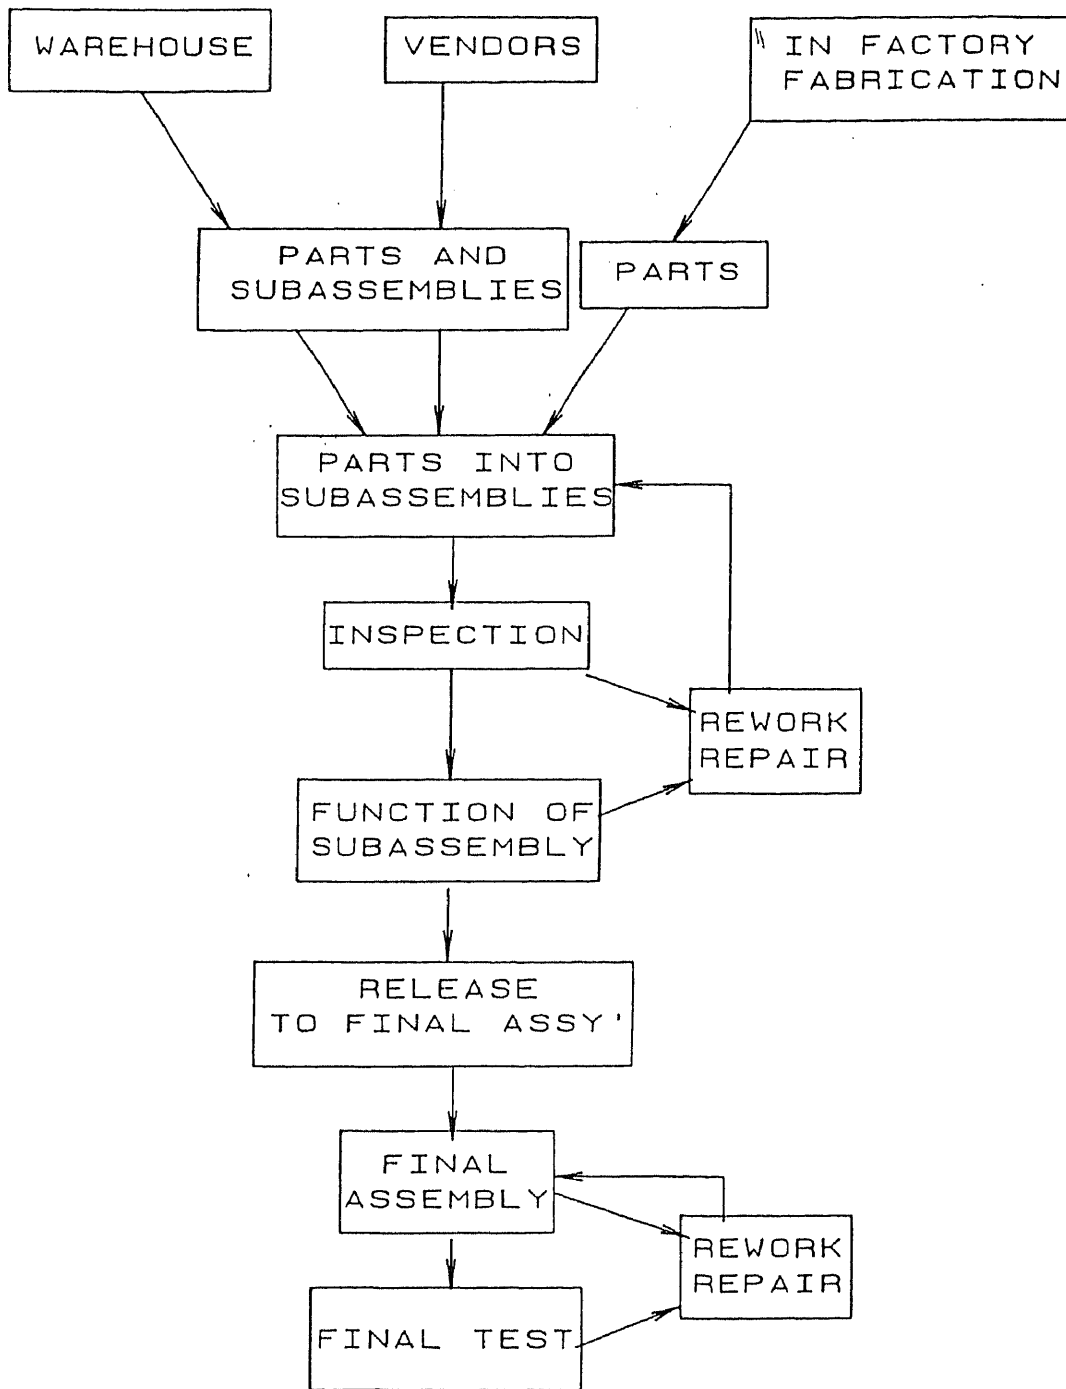 WAREHOUSE
VENDORS
IN FACTORY
FABRICATION
PARTS AND
SUBASSEMBLIES
PARTS
PARTS INTO
SUBASSEMBLIES
INSPECTION
REWORK
REPAIR
FUNCTION OF
SUBASSEMBLY
RELEASE
TO FINAL ASSY'
FINAL
ASSEMBLY
REWORK
REPAIR
FINAL TEST